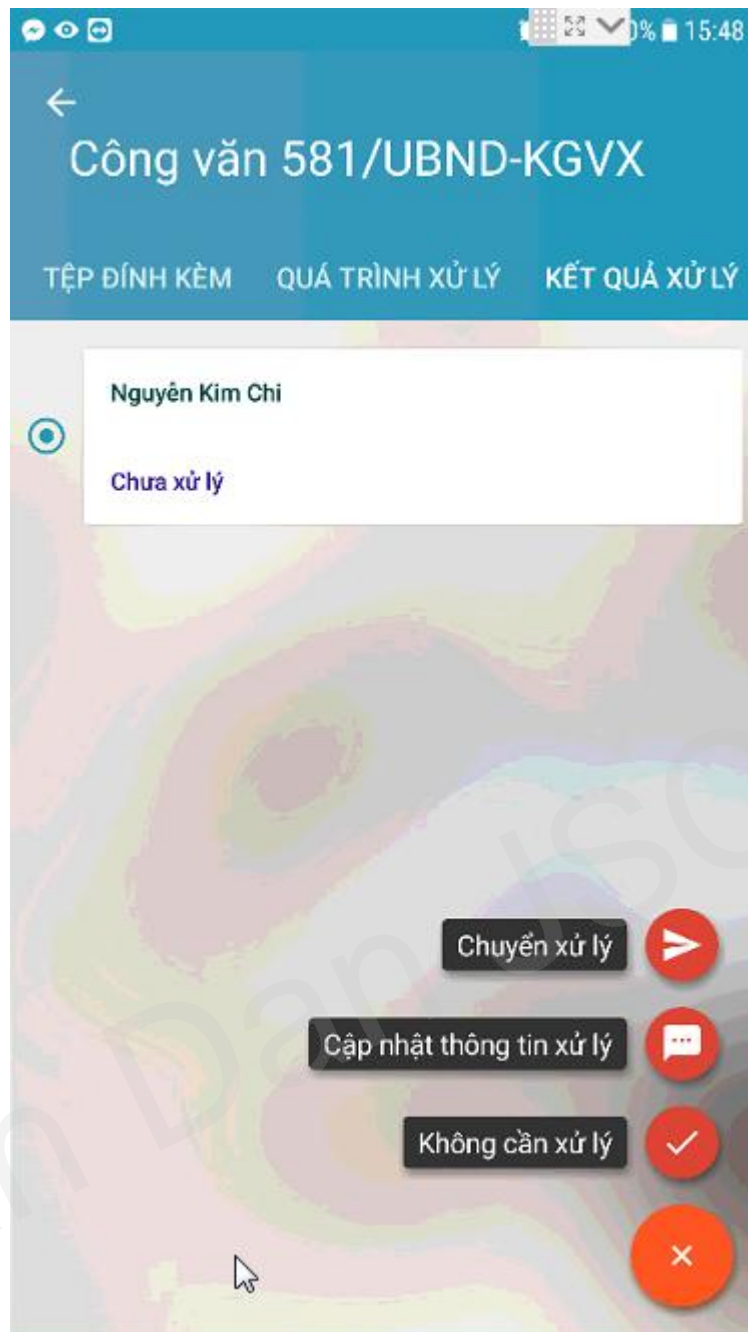 15:48
Công văn 581/UBND-KGVX
TỆP ĐÍNH KÈM QUÁ TRÌNH XỬ LÝ KẾT QUẢ XỬ LÝ
Nguyễn Kim Chi
Chưa xử lý
Chuyển xử lý
Cập nhật thông tin xử lý
Không cần xử lý